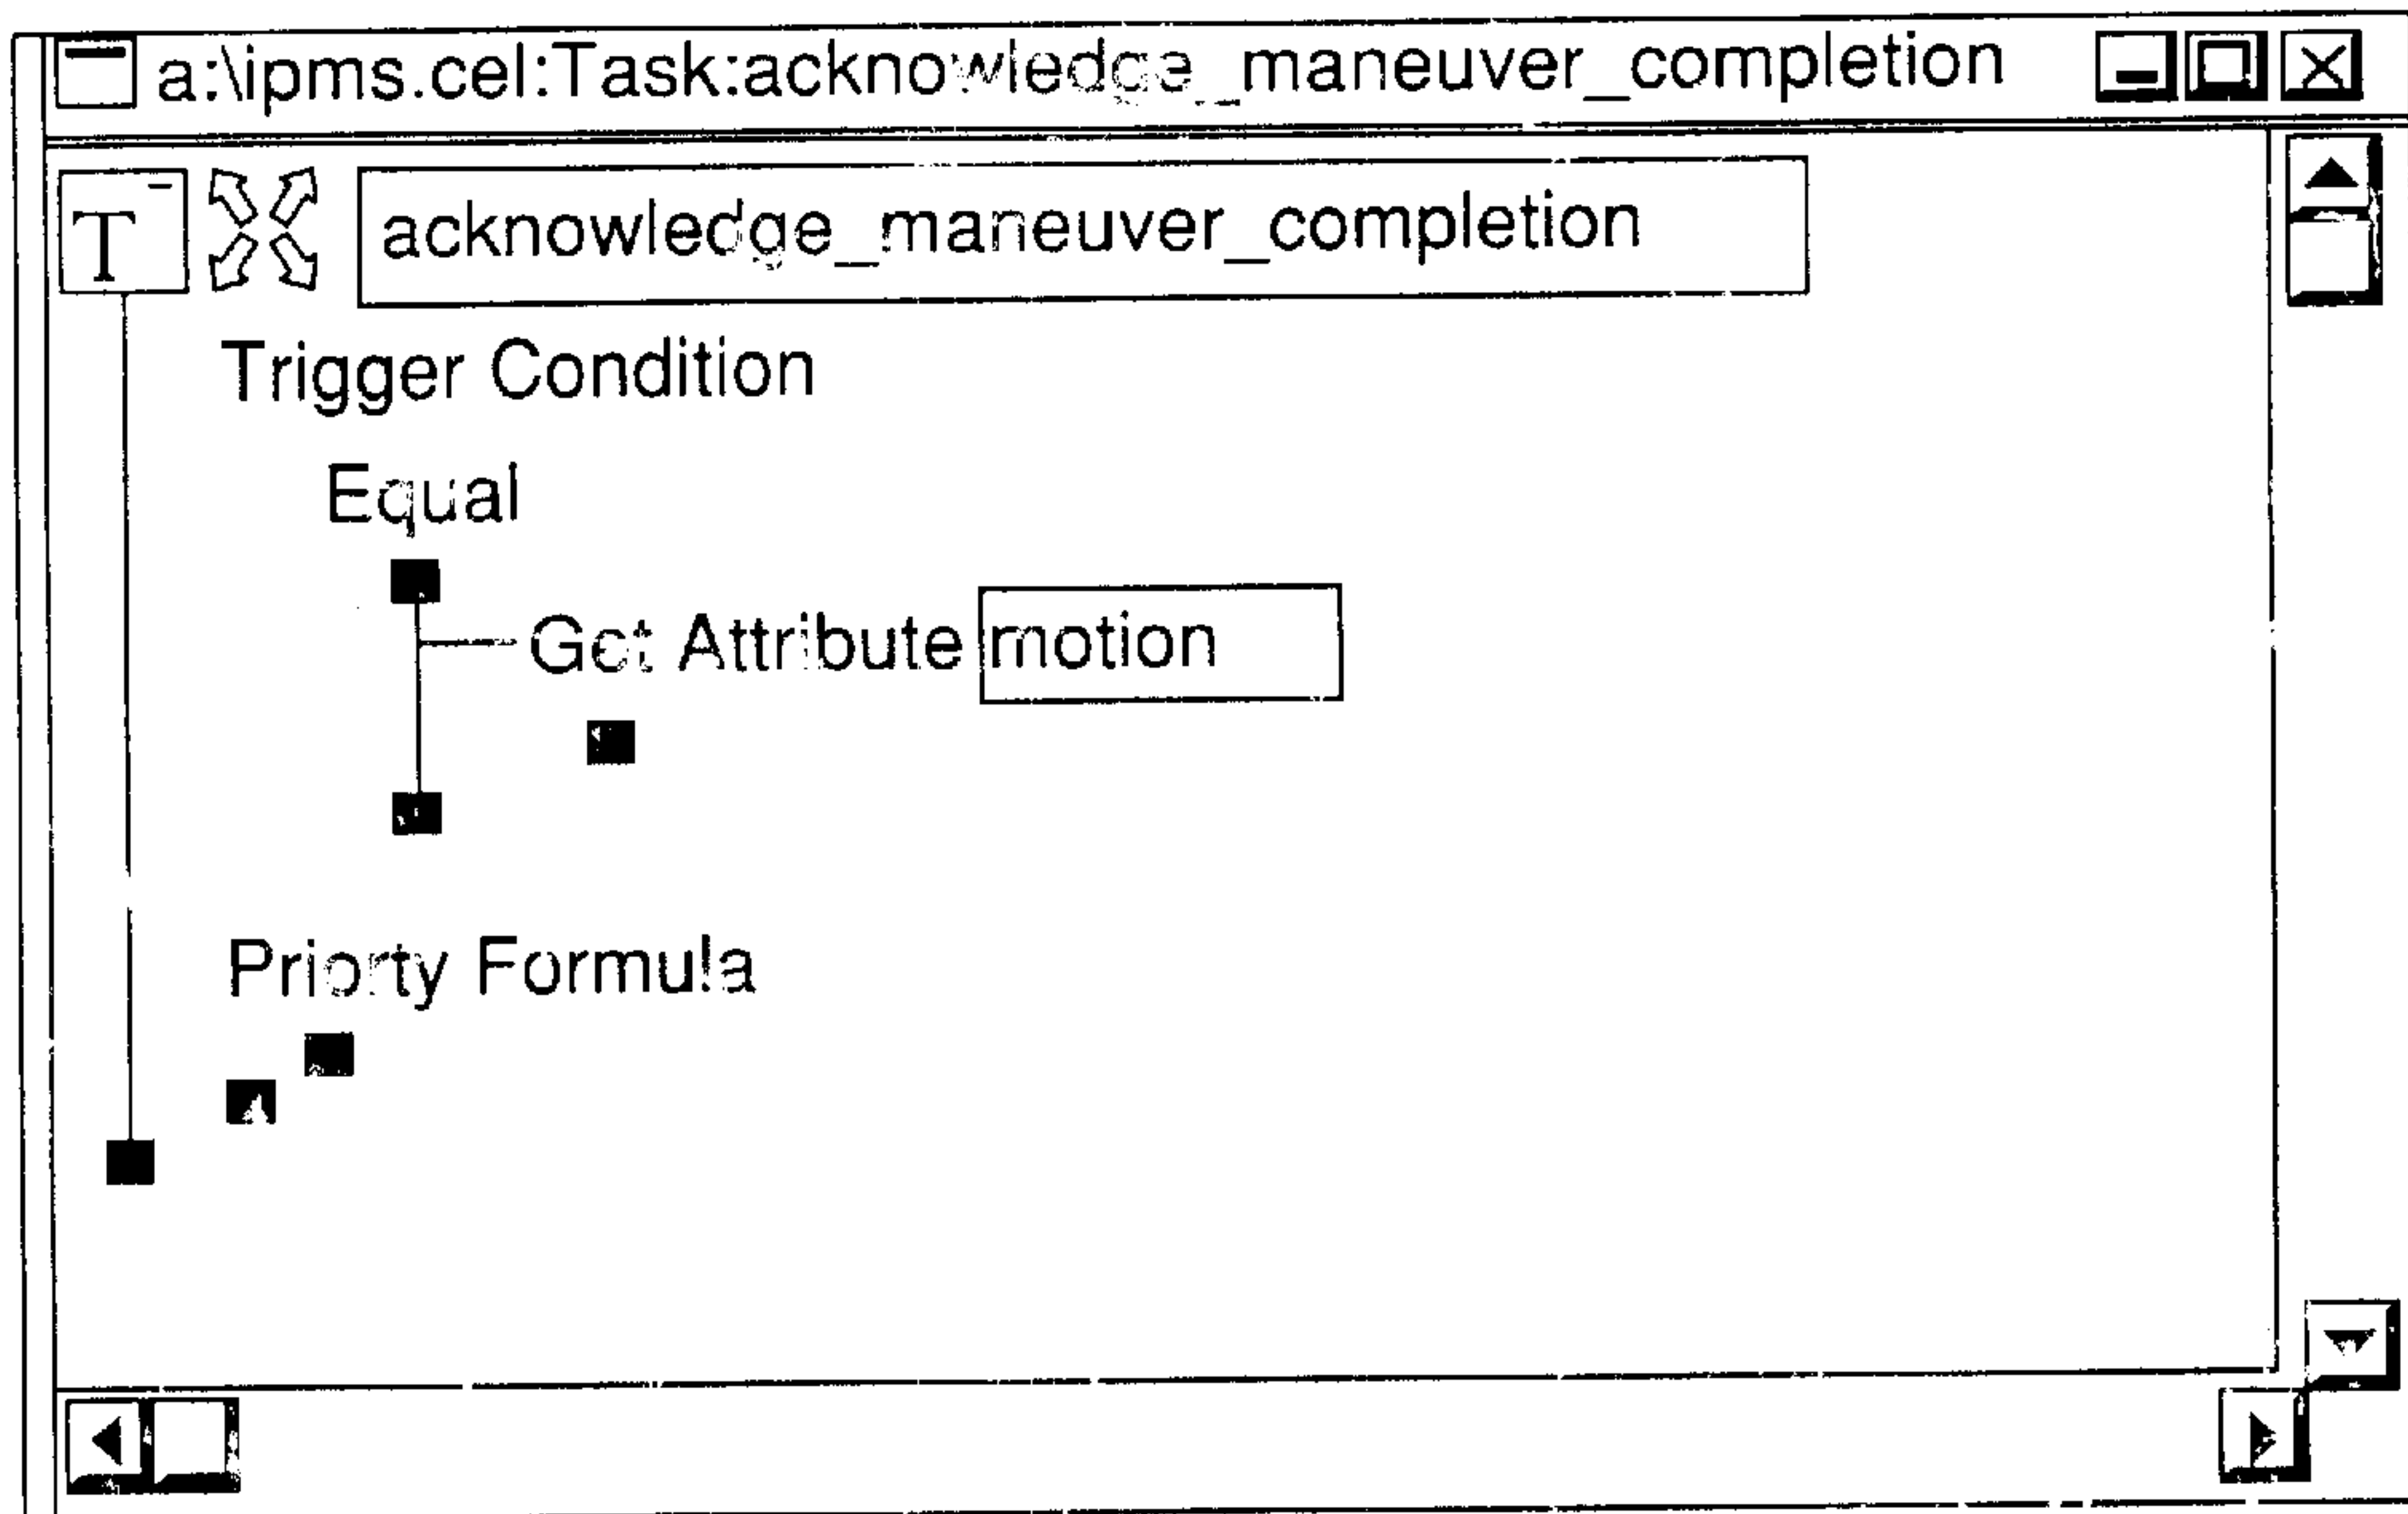 a:\ipms.cel:Task:acknowledge_maneuver_completion
T acknowledge_maneuver_completion
Trigger Condition
Equal
Get Attribute motion
Priorty Formula